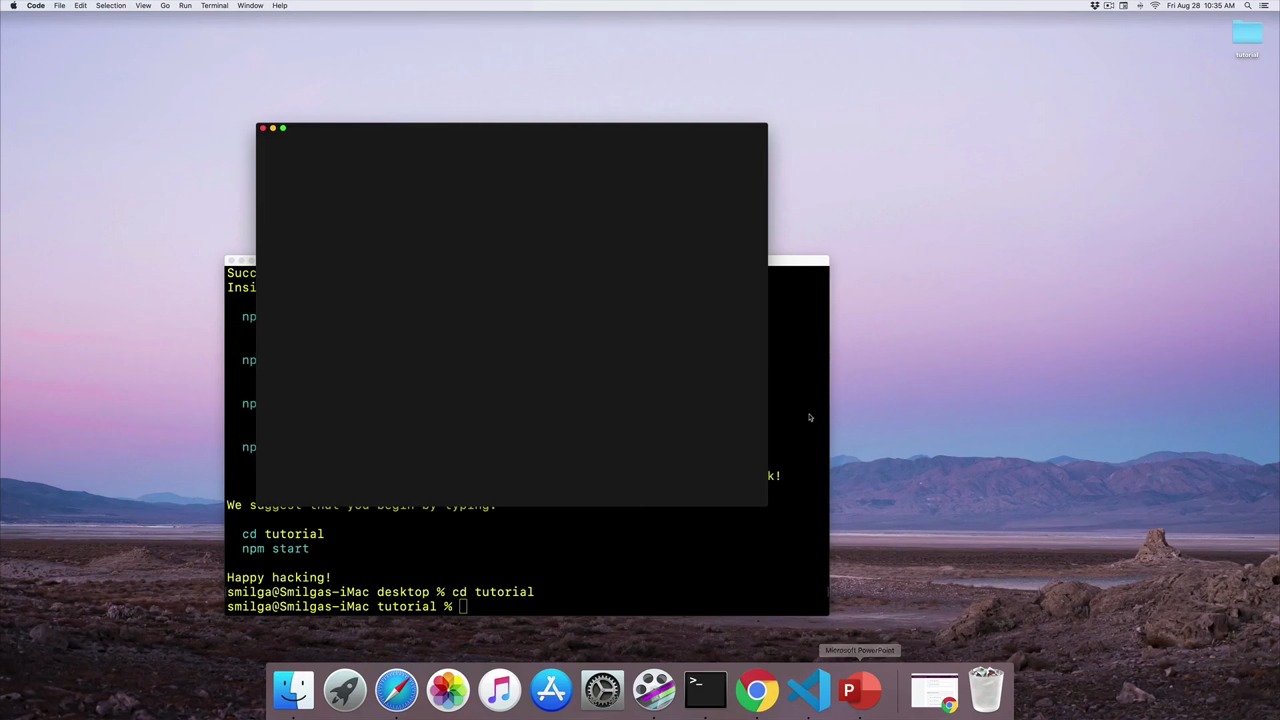 Code File Edit Selection View Go Run Terminal Window Help
Fri Aug 28 10:35 AM
tutorial
Succ
Insi
np
np
np
np
k!
We suggest that you begin by typing:
cd tutorial
npm start
Happy hacking!
smilga@Smilgas-iMac desktop % cd tutorial
smilga@Smilgas-iMac tutorial %
Microsoft PowerPoint
>_
P